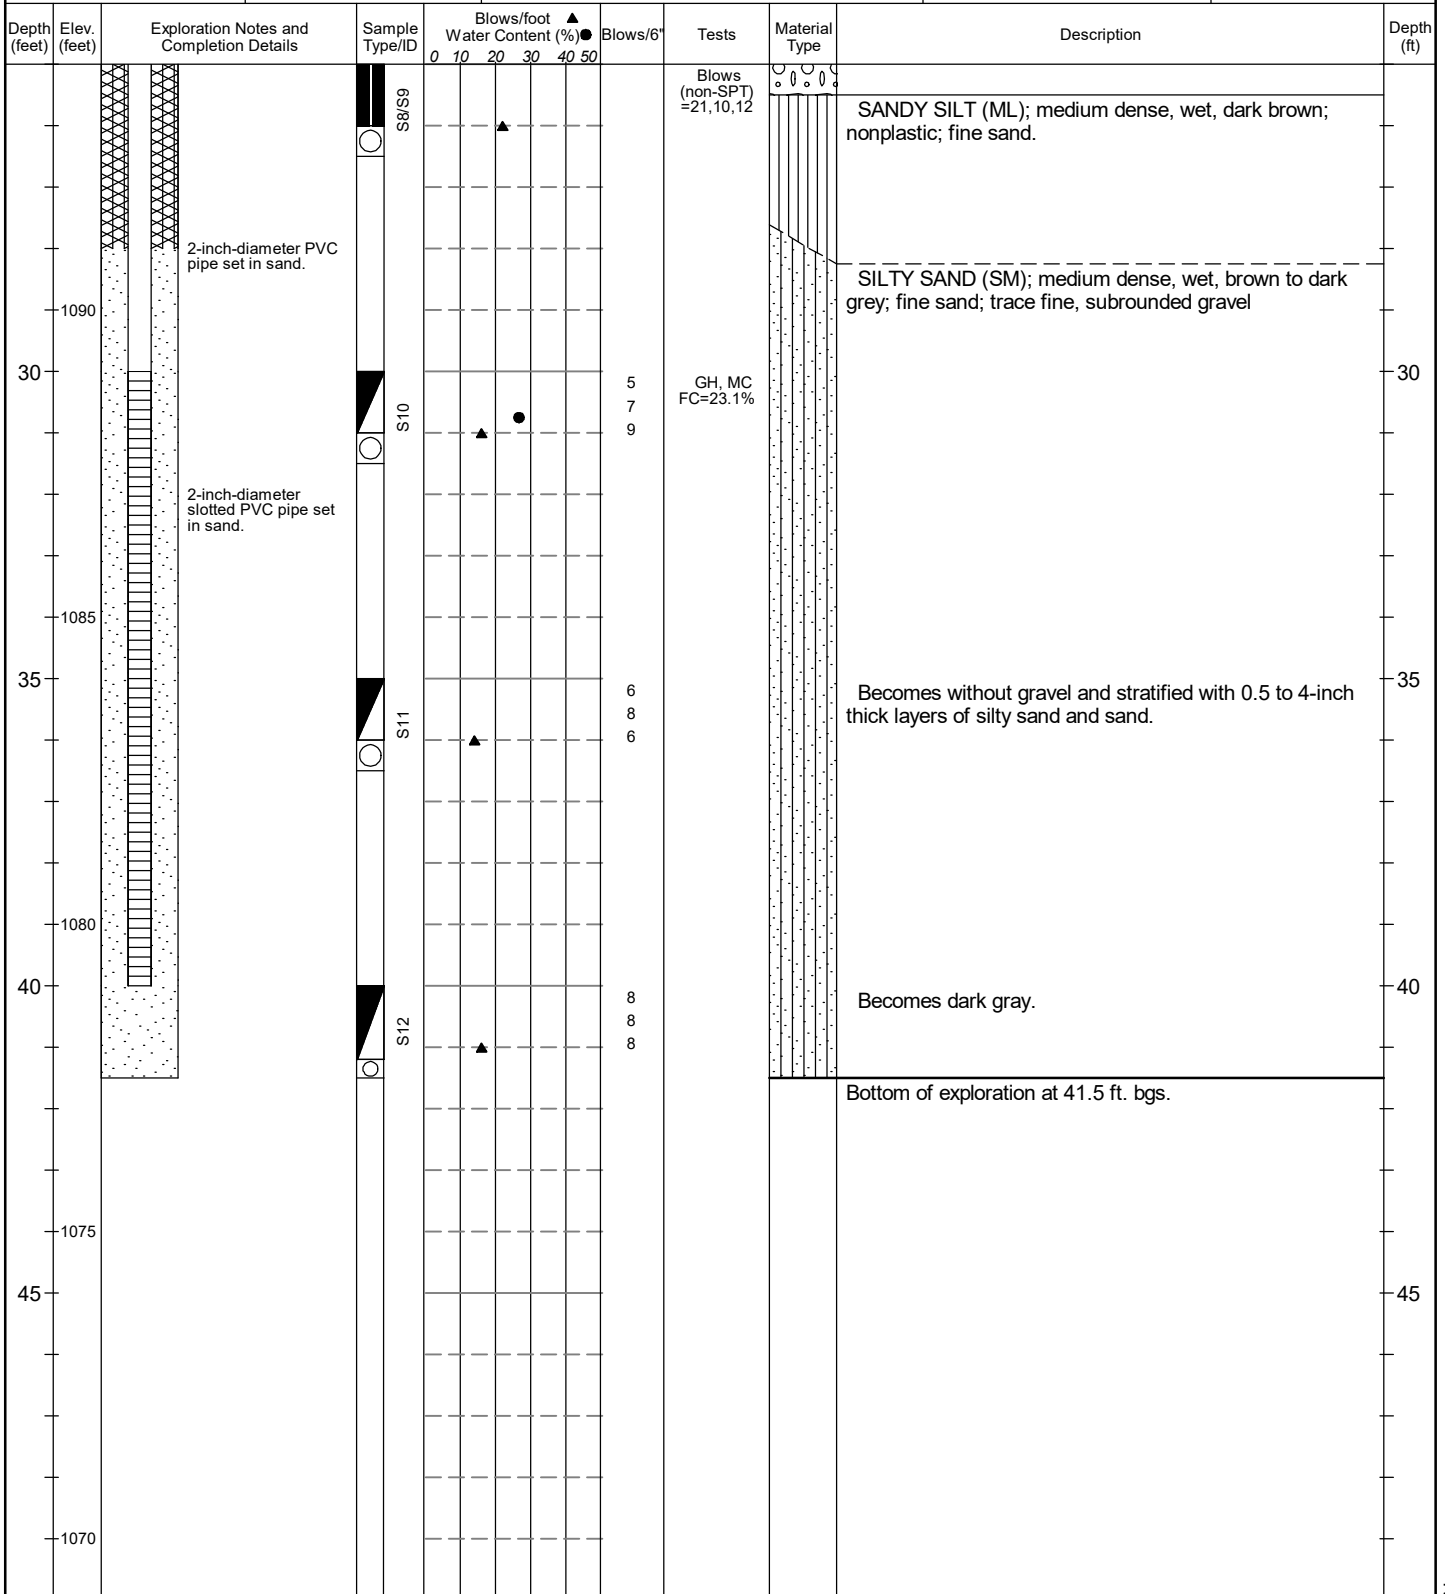 Depth
(feet)
Elev.
(feet)
Exploration Notes and
Completion Details
Sample
Type/ID
Blows/foot ▲
Water Content (%)●
0 10 20 30 40 50
Blows/6"
Tests
Material
Type
Description
Depth
(ft)
S8/S9
Blows
(non-SPT)
=21,10,12
SANDY SILT (ML); medium dense, wet, dark brown;
nonplastic; fine sand.
2-inch-diameter PVC
pipe set in sand.
SILTY SAND (SM); medium dense, wet, brown to dark
grey; fine sand; trace fine, subrounded gravel
1090
30
S10
5
7
9
GH, MC
FC=23.1%
30
2-inch-diameter
slotted PVC pipe set
in sand.
1085
35
S11
6
8
6
Becomes without gravel and stratified with 0.5 to 4-inch
thick layers of silty sand and sand.
35
1080
40
S12
8
8
8
Becomes dark gray.
40
Bottom of exploration at 41.5 ft. bgs.
1075
45
45
1070